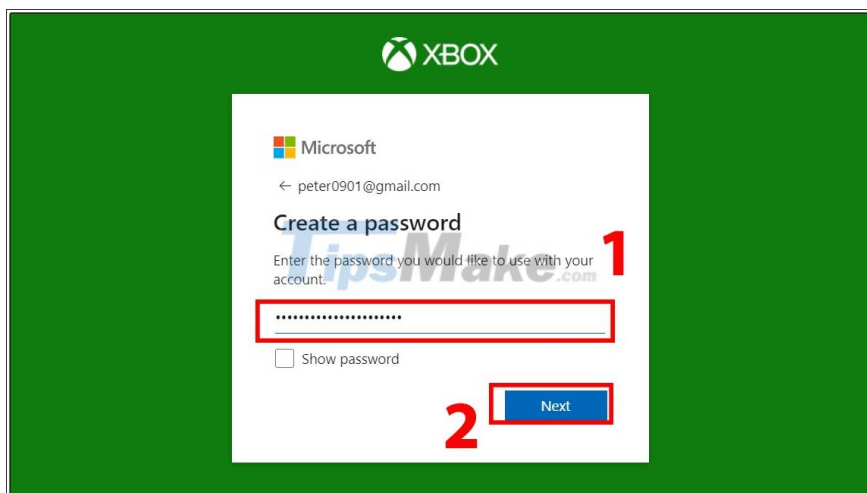 XBOX
Microsoft
← peter0901@gmail.com
Create a password
TipsMake.com
Enter the password you would like to use with your
account.
1
••••••••••••••••••••••
Show password
Next
2